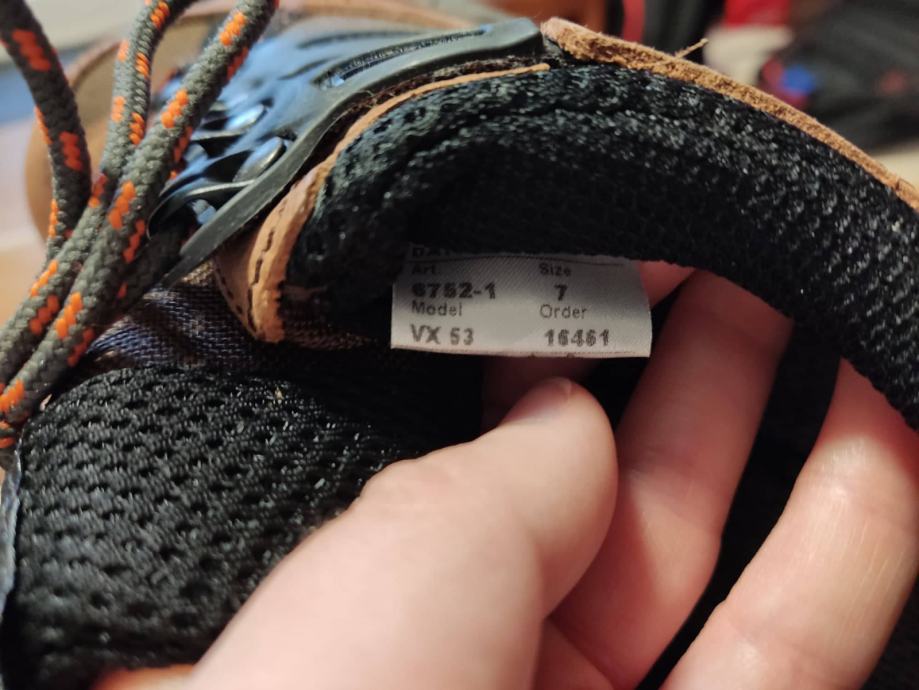 Art. Size
6752-1 7
Model Order
VX 53 16461